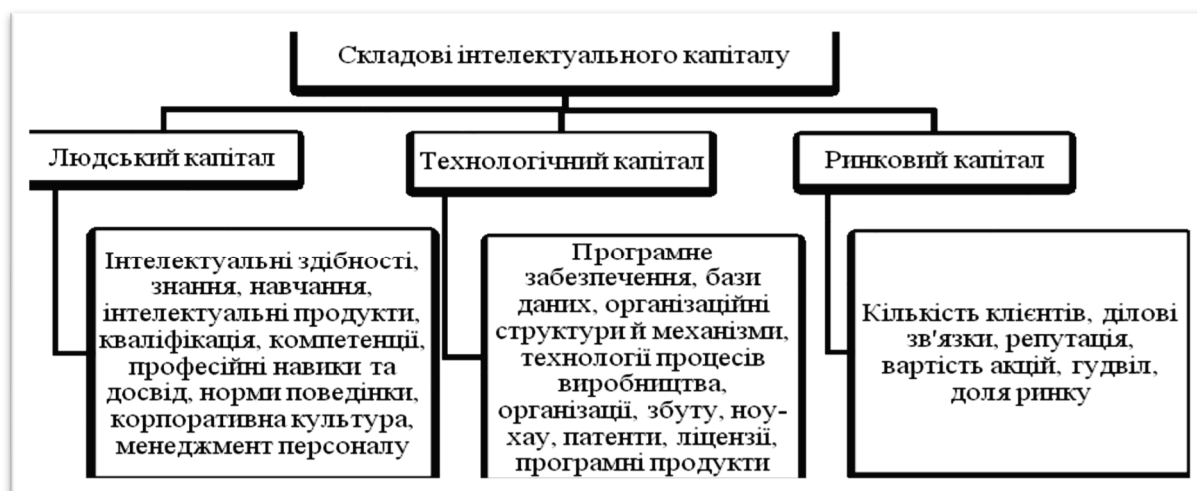 Складові інтелектуального капіталу
Людський капітал
Технологічний капітал
Ринковий капітал
Інтелектуальні здібності,
знання, навчання,
інтелектуальні продукти,
кваліфікація, компетенції,
професійні навики та
досвід, норми поведінки,
корпоративна культура,
менеджмент персоналу
Програмне
забезпечення, бази
даних, організаційні
структури й механізми,
технології процесів
виробництва,
організації, збуту, ноу-
хау, патенти, ліцензії,
програмні продукти
Кількість клієнтів, ділові
зв'язки, репутація,
вартість акцій, гудвіл,
доля ринку